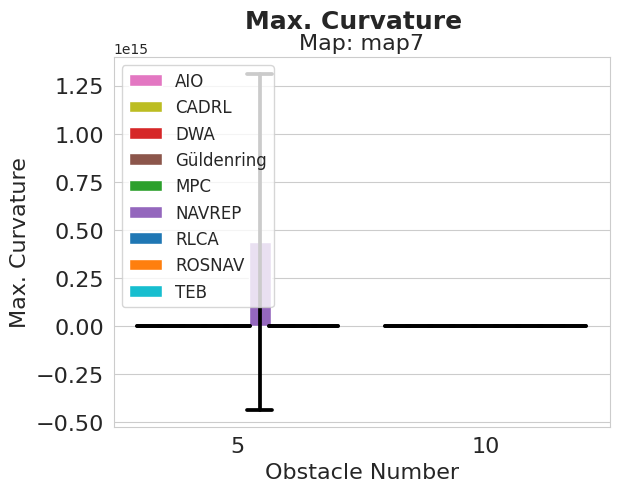 Max. Curvature
Map: map7
1e15
1.25
1.00
0.75
0.50
0.25
0.00
−0.25
−0.50
Max. Curvature
AIO
CADRL
DWA
Güldenring
MPC
NAVREP
RLCA
ROSNAV
TEB
5 10
Obstacle Number